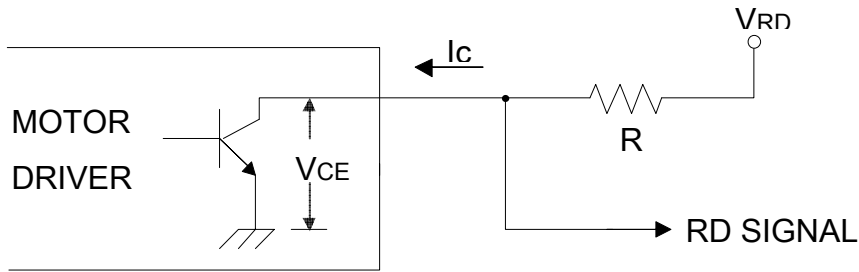 VRD
Ic
MOTOR
DRIVER
VCE
R
RD SIGNAL